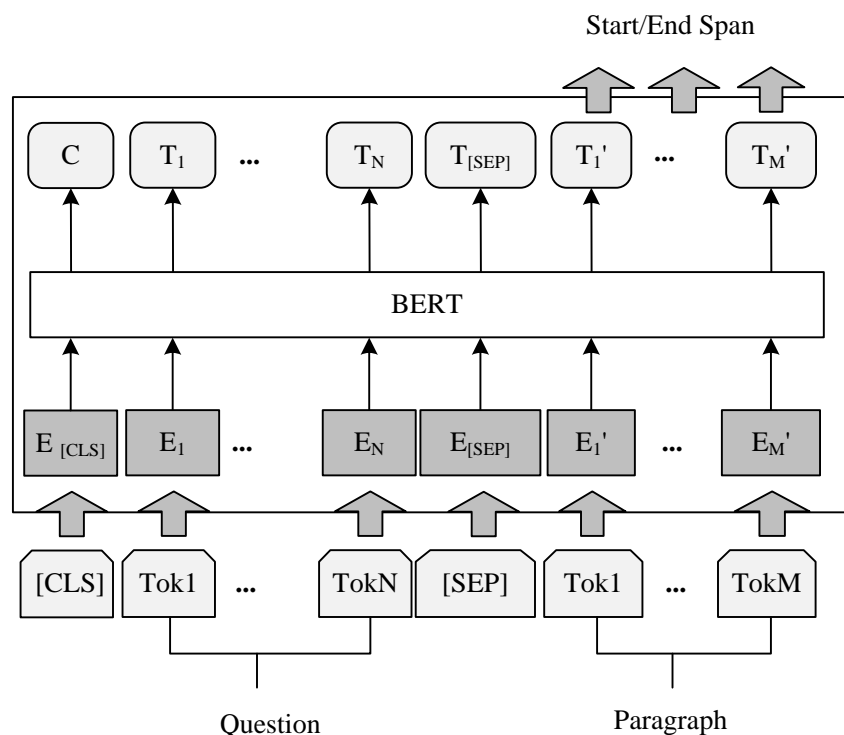 Start/End Span
C T1 ... TN T[SEP] T1' ... TM'
BERT
E [CLS] E1 ... EN E[SEP] E1' ... EM'
[CLS] Tok1 ... TokN [SEP] Tok1 ... TokM
Question Paragraph